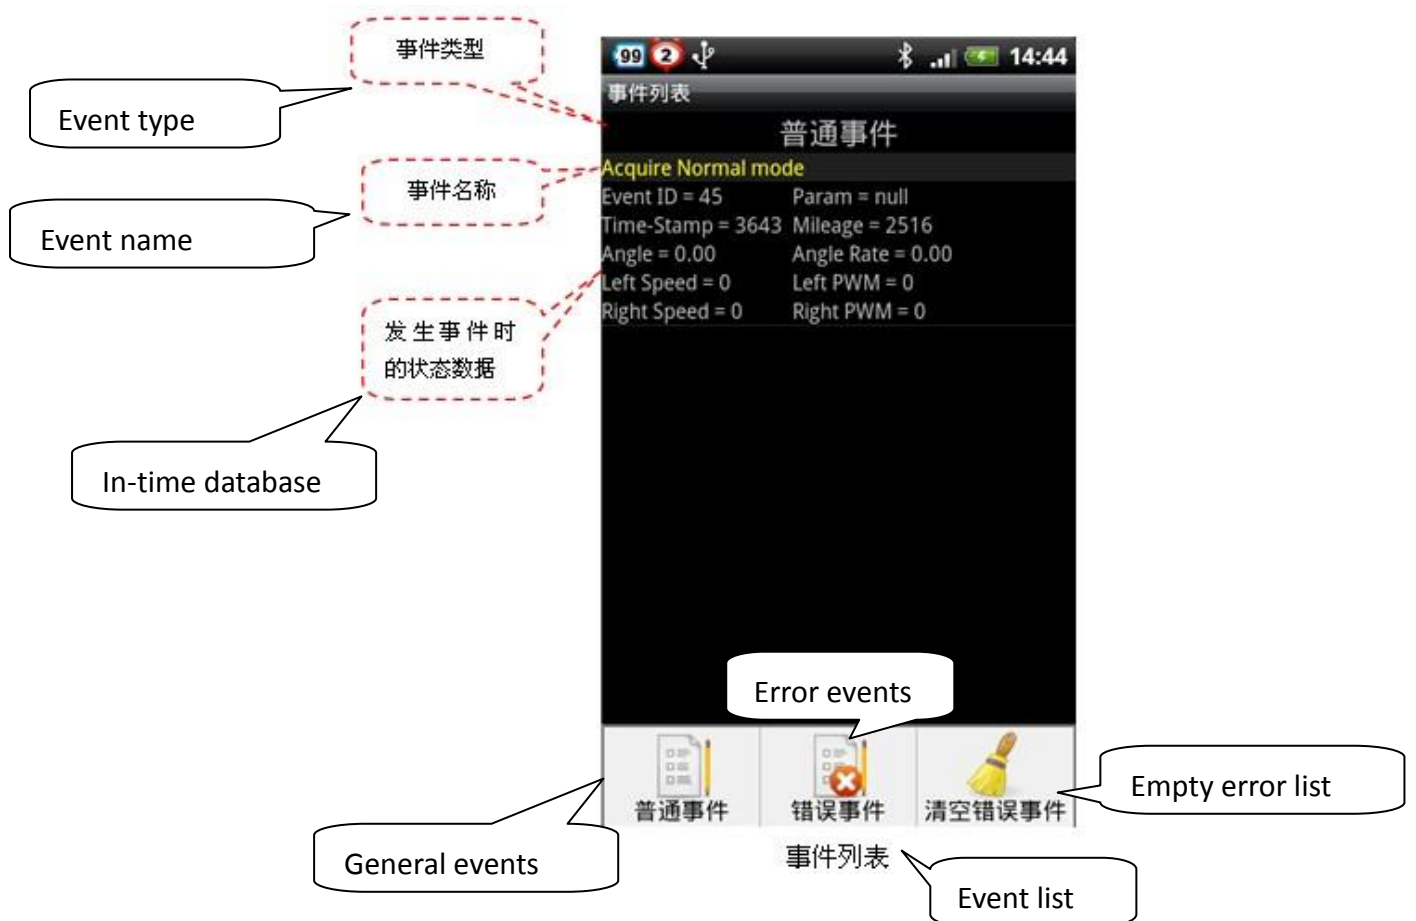 事件类型
Event type
事件名称
Event name
发生事件时
的状态数据
In-time database
99 2 14:44
事件列表
普通事件
Acquire Normal mode
Event ID = 45 Param = null
Time-Stamp = 3643 Mileage = 2516
Angle = 0.00 Angle Rate = 0.00
Left Speed = 0 Left PWM = 0
Right Speed = 0 Right PWM = 0
Error events
普通事件 错误事件 清空错误事件
Empty error list
General events
事件列表
Event list